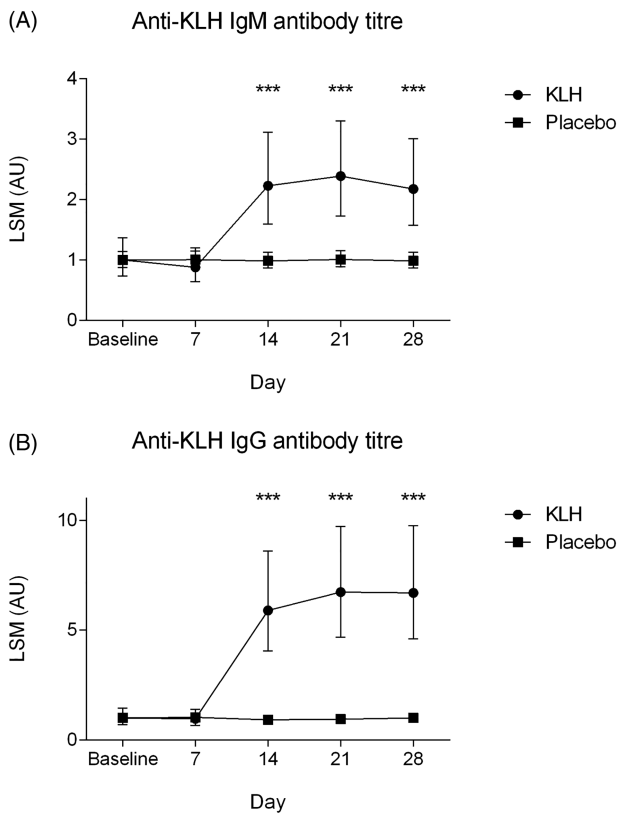 (A)
Anti-KLH IgM antibody titre
4
3
2
1
0
LSM (AU)
*** *** ***
Baseline 7 14 21 28
Day
KLH
Placebo
(B)
Anti-KLH IgG antibody titre
10
5
0
LSM (AU)
*** *** ***
Baseline 7 14 21 28
Day
KLH
Placebo